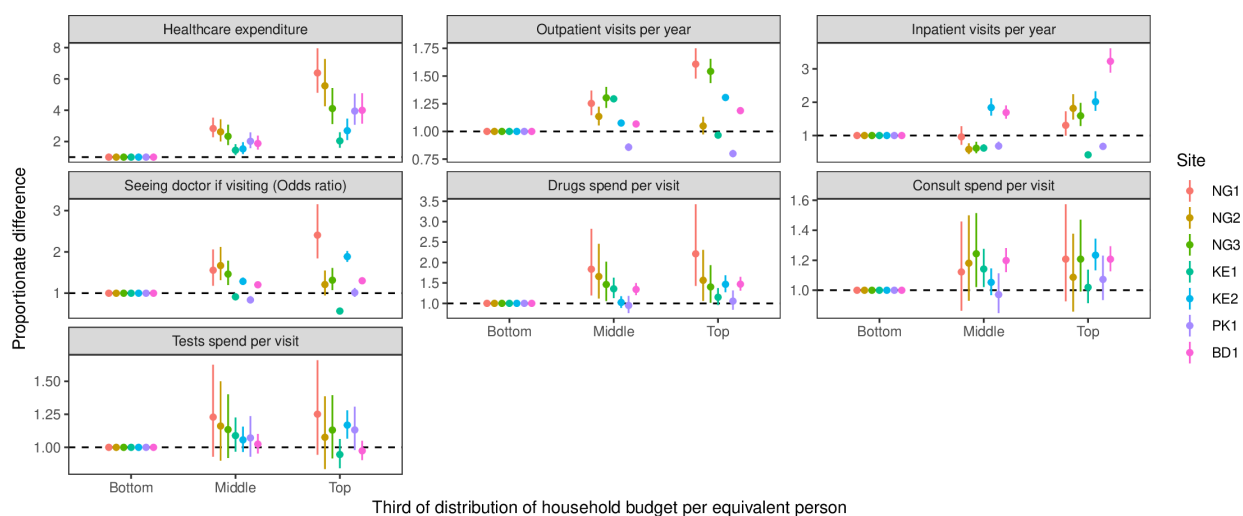 Healthcare expenditure
Outpatient visits per year
Inpatient visits per year
8
6
4
2
1.75
1.50
1.25
1.00
0.75
3
2
1
Seeing doctor if visiting (Odds ratio)
Drugs spend per visit
Consult spend per visit
3
2
1
3.5
3.0
2.5
2.0
1.5
1.0
1.6
1.4
1.2
1.0
Bottom Middle Top
Bottom Middle Top
Tests spend per visit
1.50
1.25
1.00
Bottom Middle Top
Proportionate difference
Third of distribution of household budget per equivalent person
Site
NG1
NG2
NG3
KE1
KE2
PK1
BD1